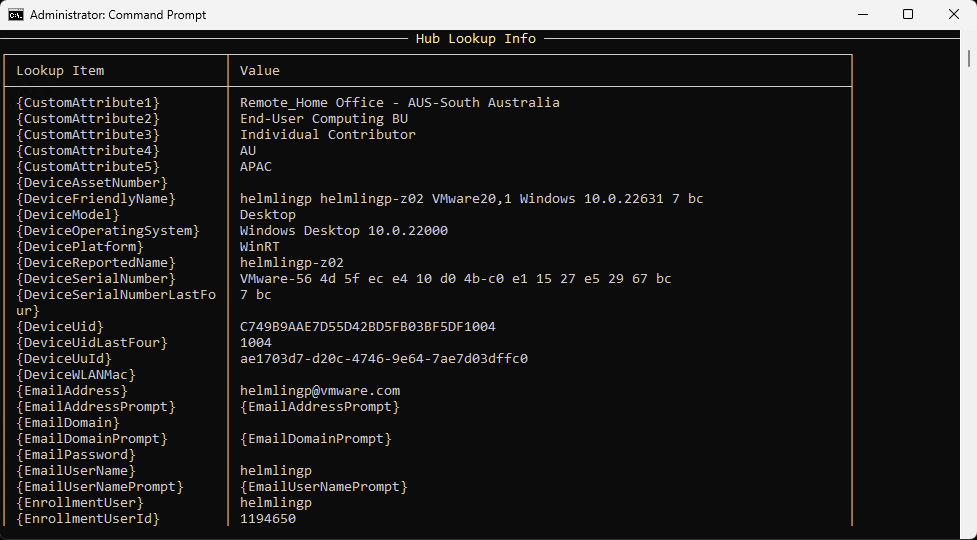 Administrator: Command Prompt
Hub Lookup Info
Lookup Item Value
{CustomAttribute1} Remote_Home Office - AUS-South Australia
{CustomAttribute2} End-User Computing BU
{CustomAttribute3} Individual Contributor
{CustomAttribute4} AU
{CustomAttribute5} APAC
{DeviceAssetNumber}
{DeviceFriendlyName} helmlingp helmlingp-z02 VMware20,1 Windows 10.0.22631 7 bc
{DeviceModel} Desktop
{DeviceOperatingSystem} Windows Desktop 10.0.22000
{DevicePlatform} WinRT
{DeviceReportedName} helmlingp-z02
{DeviceSerialNumber} VMware-56 4d 5f ec e4 10 d0 4b-c0 e1 15 27 e5 29 67 bc
{DeviceSerialNumberLastFo 7 bc
ur}
{DeviceUid} C749B9AAE7D55D42BD5FB03BF5DF1004
{DeviceUidLastFour} 1004
{DeviceUuId} ae1703d7-d20c-4746-9e64-7ae7d03dffc0
{DeviceWLANMac}
{EmailAddress} helmlingp@vmware.com
{EmailAddressPrompt} {EmailAddressPrompt}
{EmailDomain}
{EmailDomainPrompt} {EmailDomainPrompt}
{EmailPassword}
{EmailUserName} helmlingp
{EmailUserNamePrompt} {EmailUserNamePrompt}
{EnrollmentUser} helmlingp
{EnrollmentUserId} 1194650